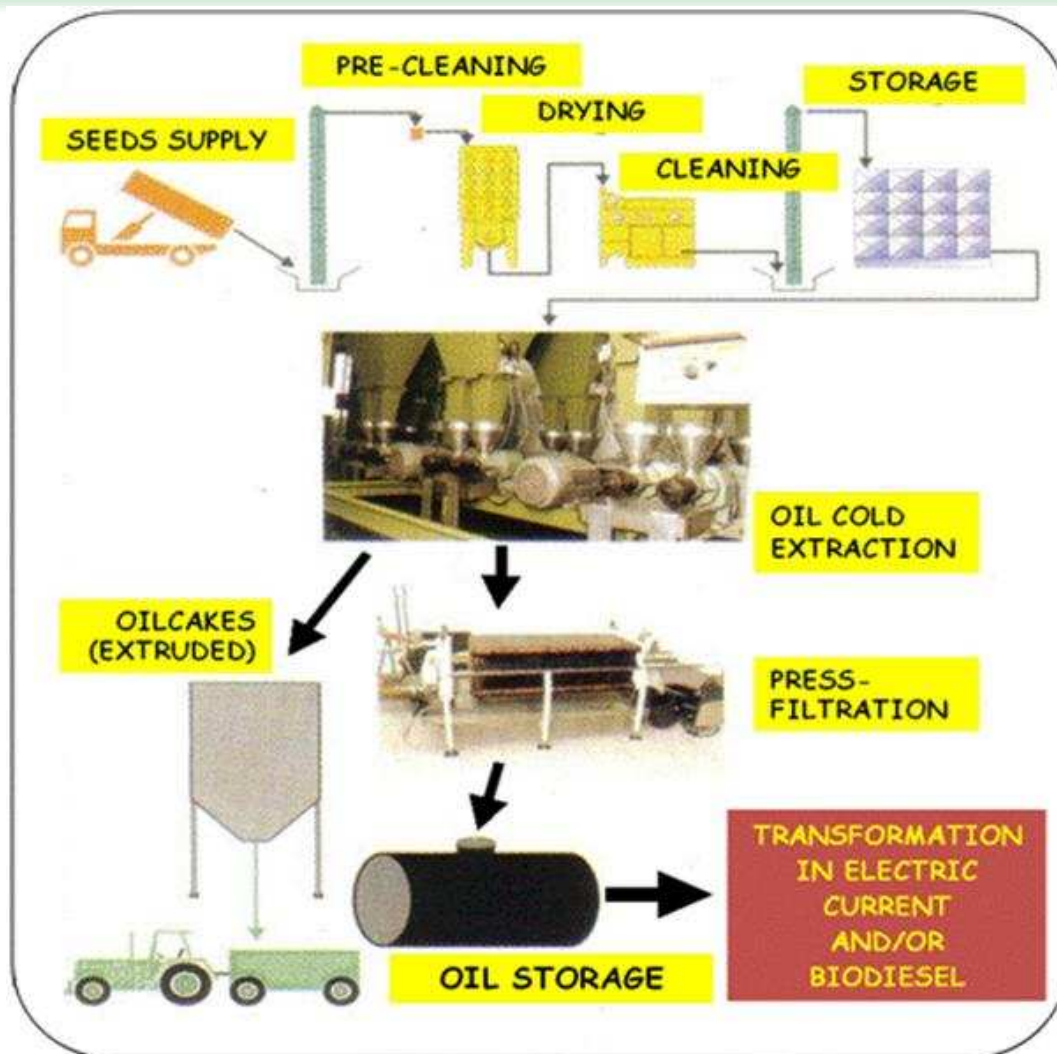 PRE-CLEANING
STORAGE
DRYING
SEEDS SUPPLY
CLEANING
OIL COLD
EXTRACTION
OILCAKES
(EXTRUDED)
PRESS-
FILTRATION
TRANSFORMATION
IN ELECTRIC
CURRENT
AND/OR
BIODIESEL
OIL STORAGE